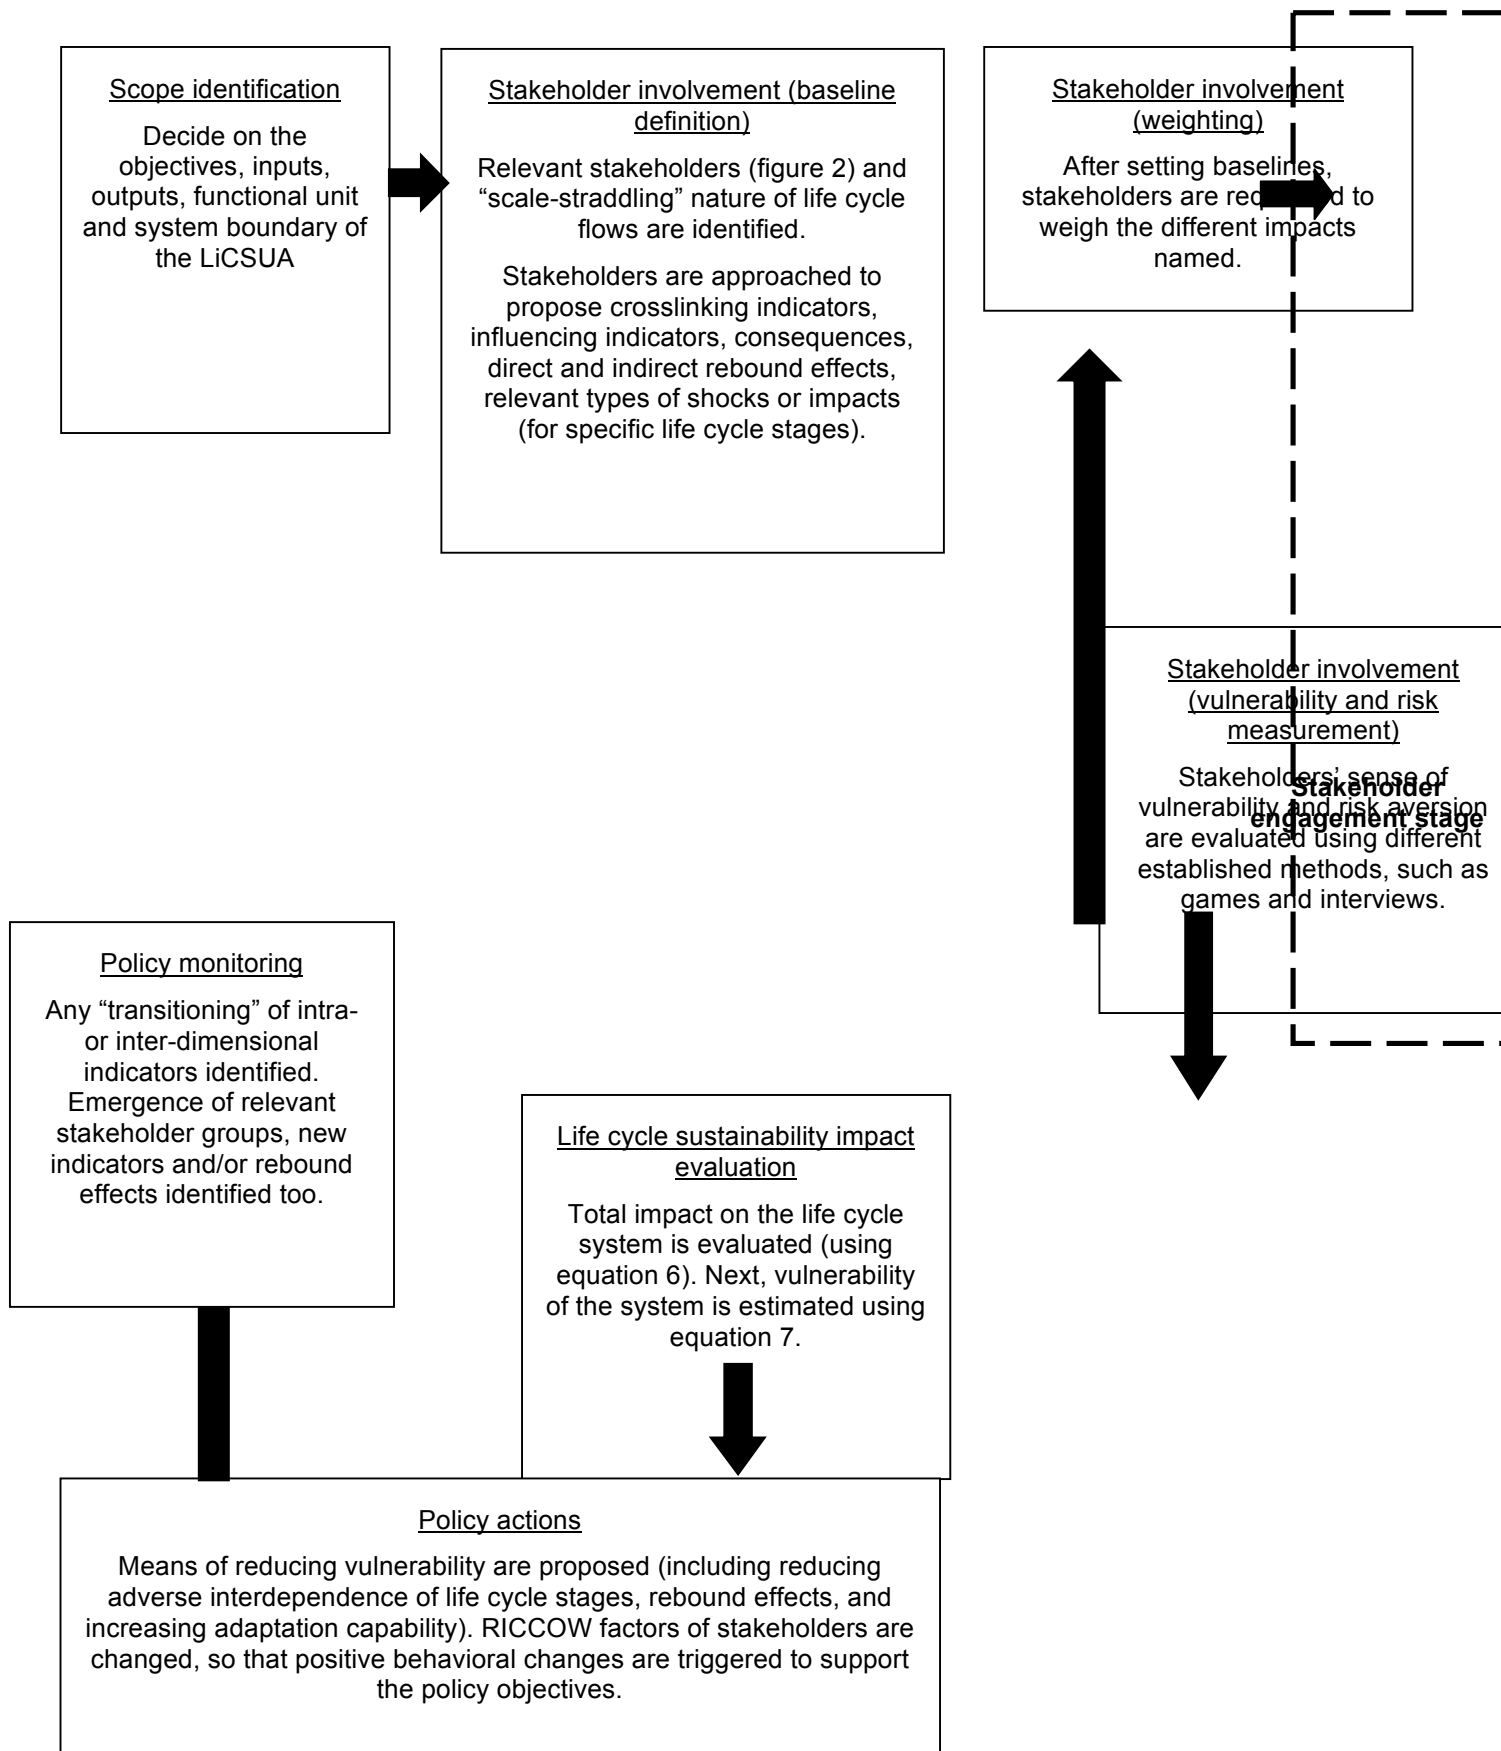 Scope identification
Decide on the
objectives, inputs,
outputs, functional unit
and system boundary of
the LiCSUA
Stakeholder involvement (baseline
definition)
Relevant stakeholders (figure 2) and
“scale-straddling” nature of life cycle
flows are identified.
Stakeholders are approached to
propose crosslinking indicators,
influencing indicators, consequences,
direct and indirect rebound effects,
relevant types of shocks or impacts
(for specific life cycle stages).
Stakeholder involvement
(weighting)
After setting baselines,
stakeholders are to
weigh the different impacts
named.
Stakeholder involvement
(vulnerability and risk
measurement)
Stakeholders’ sense of
vulnerability and risk aversion
are evaluated using different
established methods, such as
games and interviews.
Stakeholder
engagement stage
Policy monitoring
Any “transitioning” of intra-
or inter-dimensional
indicators identified.
Emergence of relevant
stakeholder groups, new
indicators and/or rebound
effects identified too.
Life cycle sustainability impact
evaluation
Total impact on the life cycle
system is evaluated (using
equation 6). Next, vulnerability
of the system is estimated using
equation 7.
Policy actions
Means of reducing vulnerability are proposed (including reducing
adverse interdependence of life cycle stages, rebound effects, and
increasing adaptation capability). RICCOW factors of stakeholders are
changed, so that positive behavioral changes are triggered to support
the policy objectives.